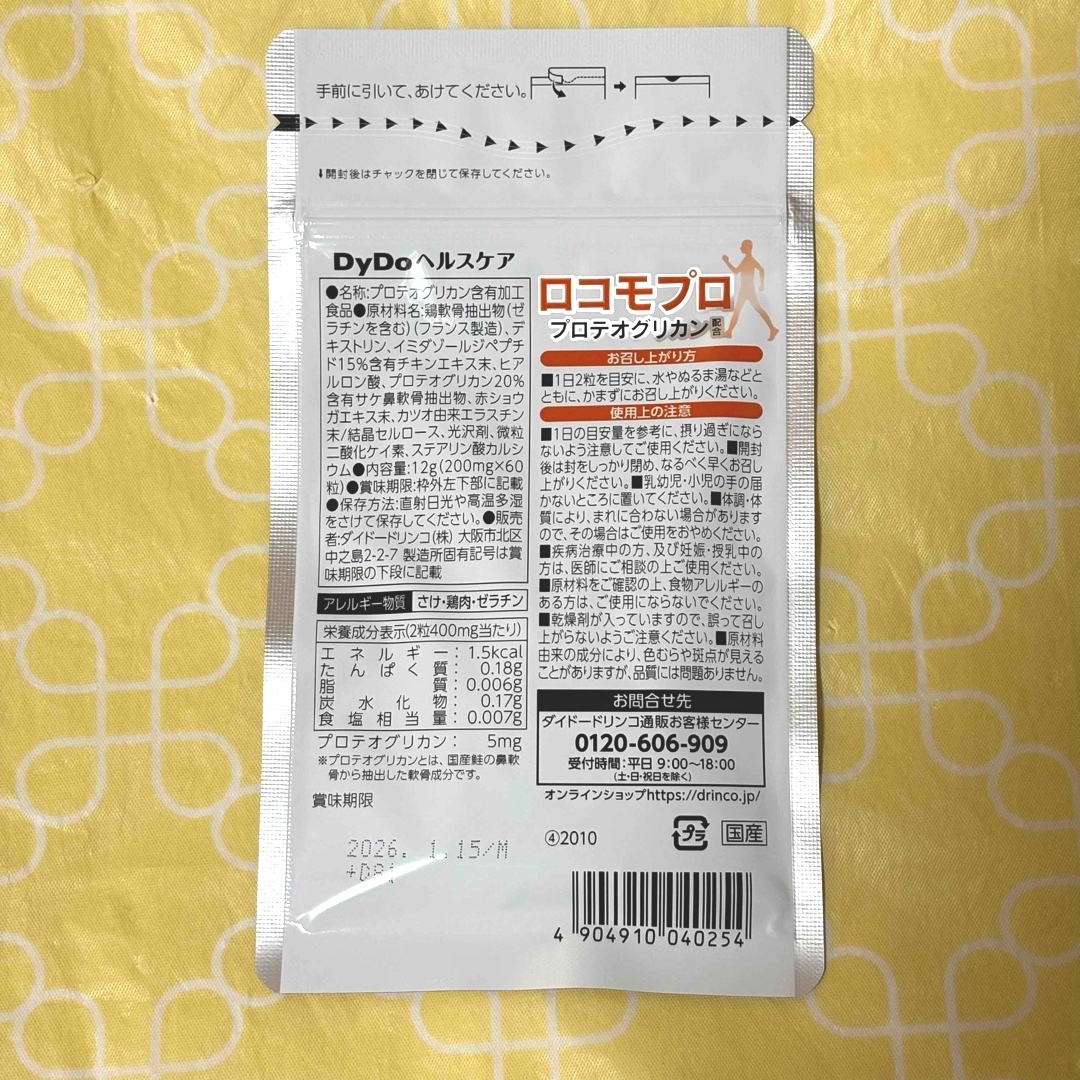 手前に引いて、あけてください。
⬇開封後はチャックを閉じて保存してください。
DyDoヘルスケア
●名称:プロテオグリカン含有加工
食品●原材料名:鶏軟骨抽出物(ゼ
ラチンを含む)(フランス製造)、デ
キストリン、イミダゾールジペプチ
ド15%含有チキンエキス末、ヒア
ルロン酸、プロテオグリカン20%
含有サケ鼻軟骨抽出物、赤ショウ
ガエキス末、カツオ由来エラスチン
末/結晶セルロース、光沢剤、微粒
二酸化ケイ素、ステアリン酸カルシ
ウム●内容量:12g(200mg×60
粒)●賞味期限:枠外左下部に記載
●保存方法:直射日光や高温多湿
をさけて保存してください。●販売
者:ダイドードリンコ(株) 大阪市北区
中之島2-2-7 製造所固有記号は賞
味期限の下段に記載
アレルギー物質 さけ・鶏肉・ゼラチン
栄養成分表示(2粒400mg当たり)
エネルギー: 1.5kcal
たんぱく質: 0.18g
脂質: 0.006g
炭水化物: 0.17g
食塩相当量: 0.007g
プロテオグリカン: 5mg
※プロテオグリカンとは、国産鮭の鼻軟
骨から抽出した軟骨成分です。
賞味期限
2026. 1.15/M
ロコモプロ
プロテオグリカン配合
お召し上がり方
■1日2粒を目安に、水やぬるま湯などと
ともに、かまずにお召し上がりください。
使用上の注意
■1日の目安量を参考に、摂り過ぎになら
ないよう注意してご使用ください。■開封
後は封をしっかり閉め、なるべく早くお召し
上がりください。■乳幼児・小児の手の届
かないところに置いてください。■体調・体
質により、まれに合わない場合があります
ので、その場合はご使用をおやめください。
■疾病治療中の方、及び妊娠・授乳中の
方は、医師にご相談の上ご使用ください。
■原材料をご確認の上、食物アレルギーの
ある方は、ご使用にならないでください。
■乾燥剤が入っていますので、誤って召し
上がらないようご注意ください。■原材料
由来の成分により、色むらや斑点が見える
ことがありますが、品質には問題ありません。
お問合せ先
ダイドードリンコ通販お客様センター
0120-606-909
受付時間:平日 9:00～18:00
(土・日・祝日を除く)
オンラインショップhttps://drinco.jp/
④2010
プラ
国産
4 904910 040254